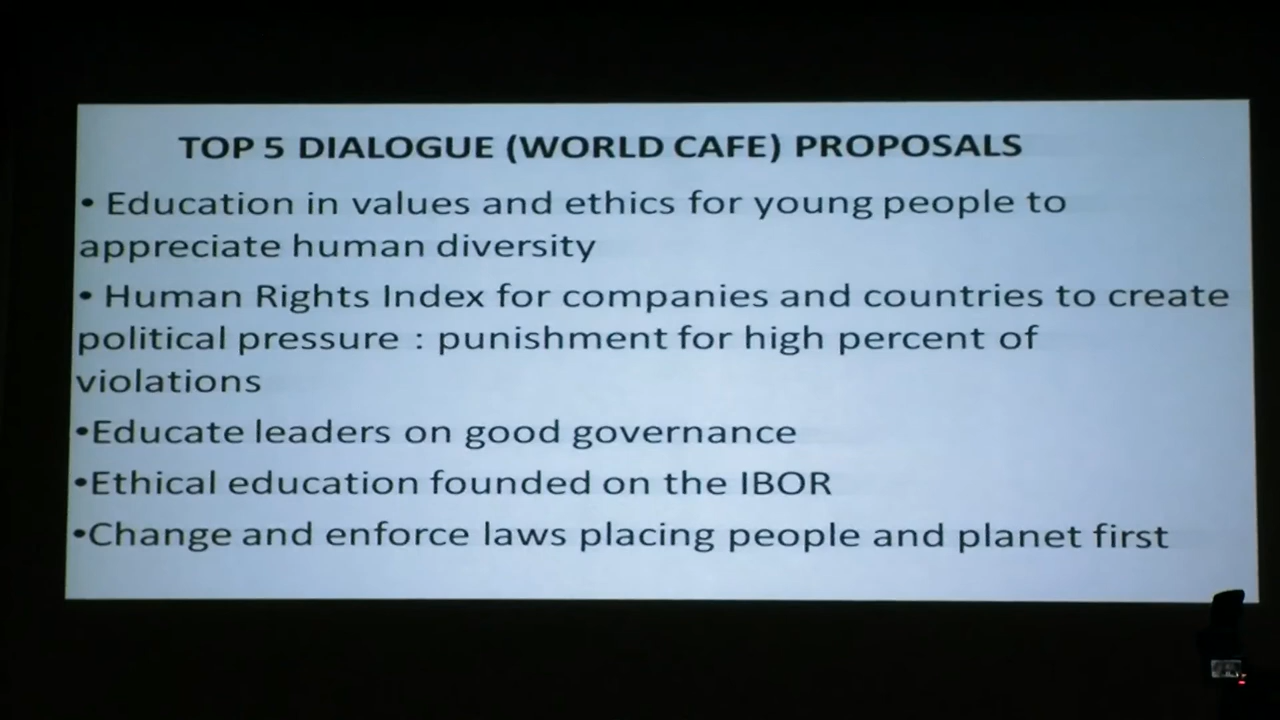 TOP 5 DIALOGUE (WORLD CAFE) PROPOSALS
• Education in values and ethics for young people to
appreciate human diversity
• Human Rights Index for companies and countries to create
political pressure : punishment for high percent of
violations
•Educate leaders on good governance
•Ethical education founded on the IBOR
•Change and enforce laws placing people and planet first